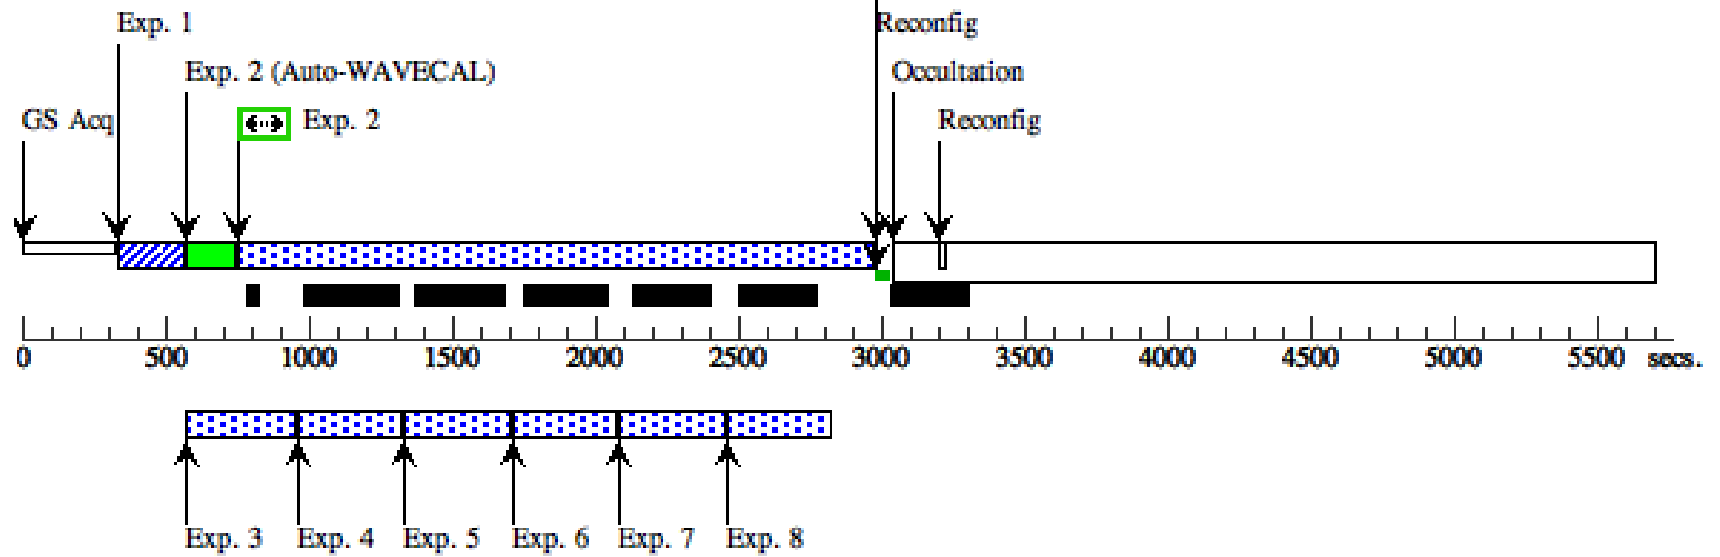 Exp. 1
Reconfig
Exp. 2 (Auto-WAVECAL)
Occultation
GS Acq
Exp. 2
Reconfig
0 500 1000 1500 2000 2500 3000 3500 4000 4500 5000 5500 secs.
Exp. 3 Exp. 4 Exp. 5 Exp. 6 Exp. 7 Exp. 8